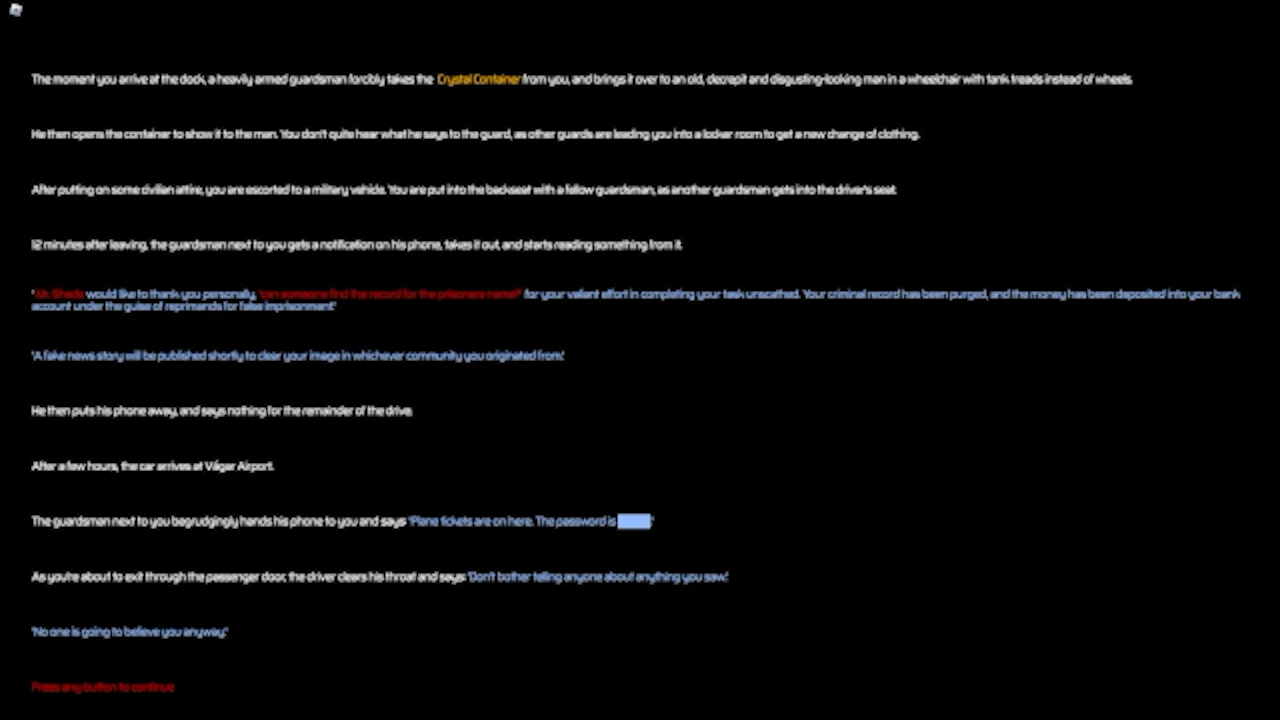 The moment you arrive at the dock, a heavily armed guardsman forcibly takes the Crystal Container from you, and brings it over to an old, decrepit and disgusting-looking man in a wheelchair with tank treads instead of wheels.
He then opens the container to show it to the man. You don't quite hear what he says to the guard, as other guards are leading you into a locker room to get a new change of clothing.
After putting on some civilian attire, you are escorted to a military vehicle. You are put into the backseat with a fellow guardsman, as another guardsman gets into the driver's seat.
12 minutes after leaving, the guardsman next to you gets a notification on his phone, takes it out, and starts reading something from it.
"Mr. Shade would like to thank you personally, "can someone find the record for the prisoners name?" for your valiant effort in completing your task unscathed. Your criminal record has been purged, and the money has been deposited into your bank
account under the guise of reprimands for false imprisonment"
"A fake news story will be published shortly to clear your image in whichever community you originated from."
He then puts his phone away, and says nothing for the remainder of the drive.
After a few hours, the car arrives at Vágar Airport.
The guardsman next to you begrudgingly hands his phone to you and says "Plane tickets are on here. The password is
As you're about to exit through the passenger door, the driver clears his throat and says: "Don't bother telling anyone about anything you saw."
"No one is going to believe you anyway."
Press any button to continue